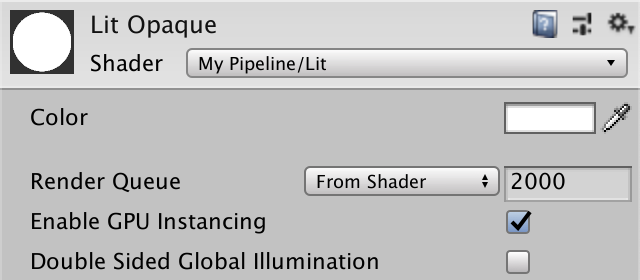 Lit Opaque
Shader My Pipeline/Lit
Color
Render Queue From Shader 2000
Enable GPU Instancing
Double Sided Global Illumination